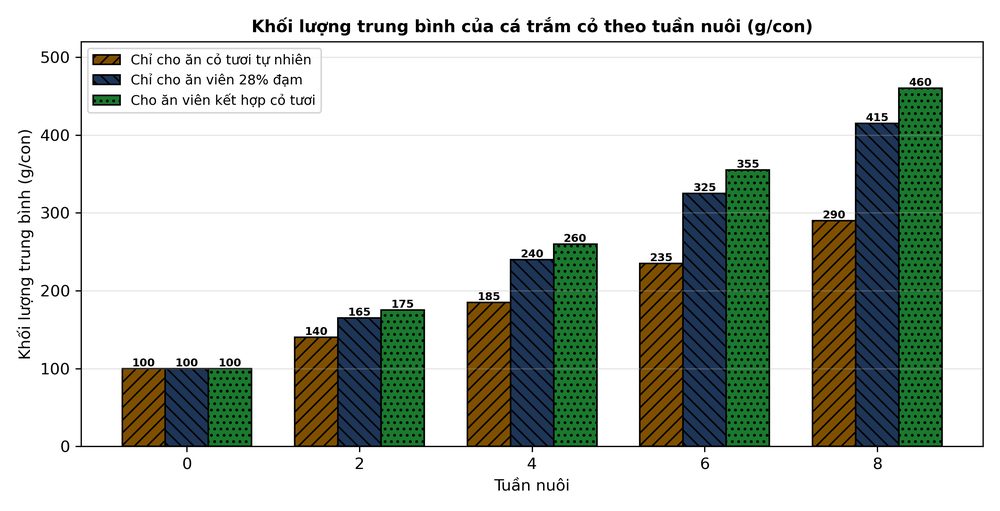 Khối lượng trung bình của cá trắm cỏ theo tuần nuôi (g/con)
Chỉ cho ăn cỏ tươi tự nhiên
Chỉ cho ăn viên 28% đạm
Cho ăn viên kết hợp cỏ tươi
Khối lượng trung bình (g/con)
500
400
300
200
100
0
100 100 100
140 165 175
185 240 260
235 325 355
290 415 460
0 2 4 6 8
Tuần nuôi